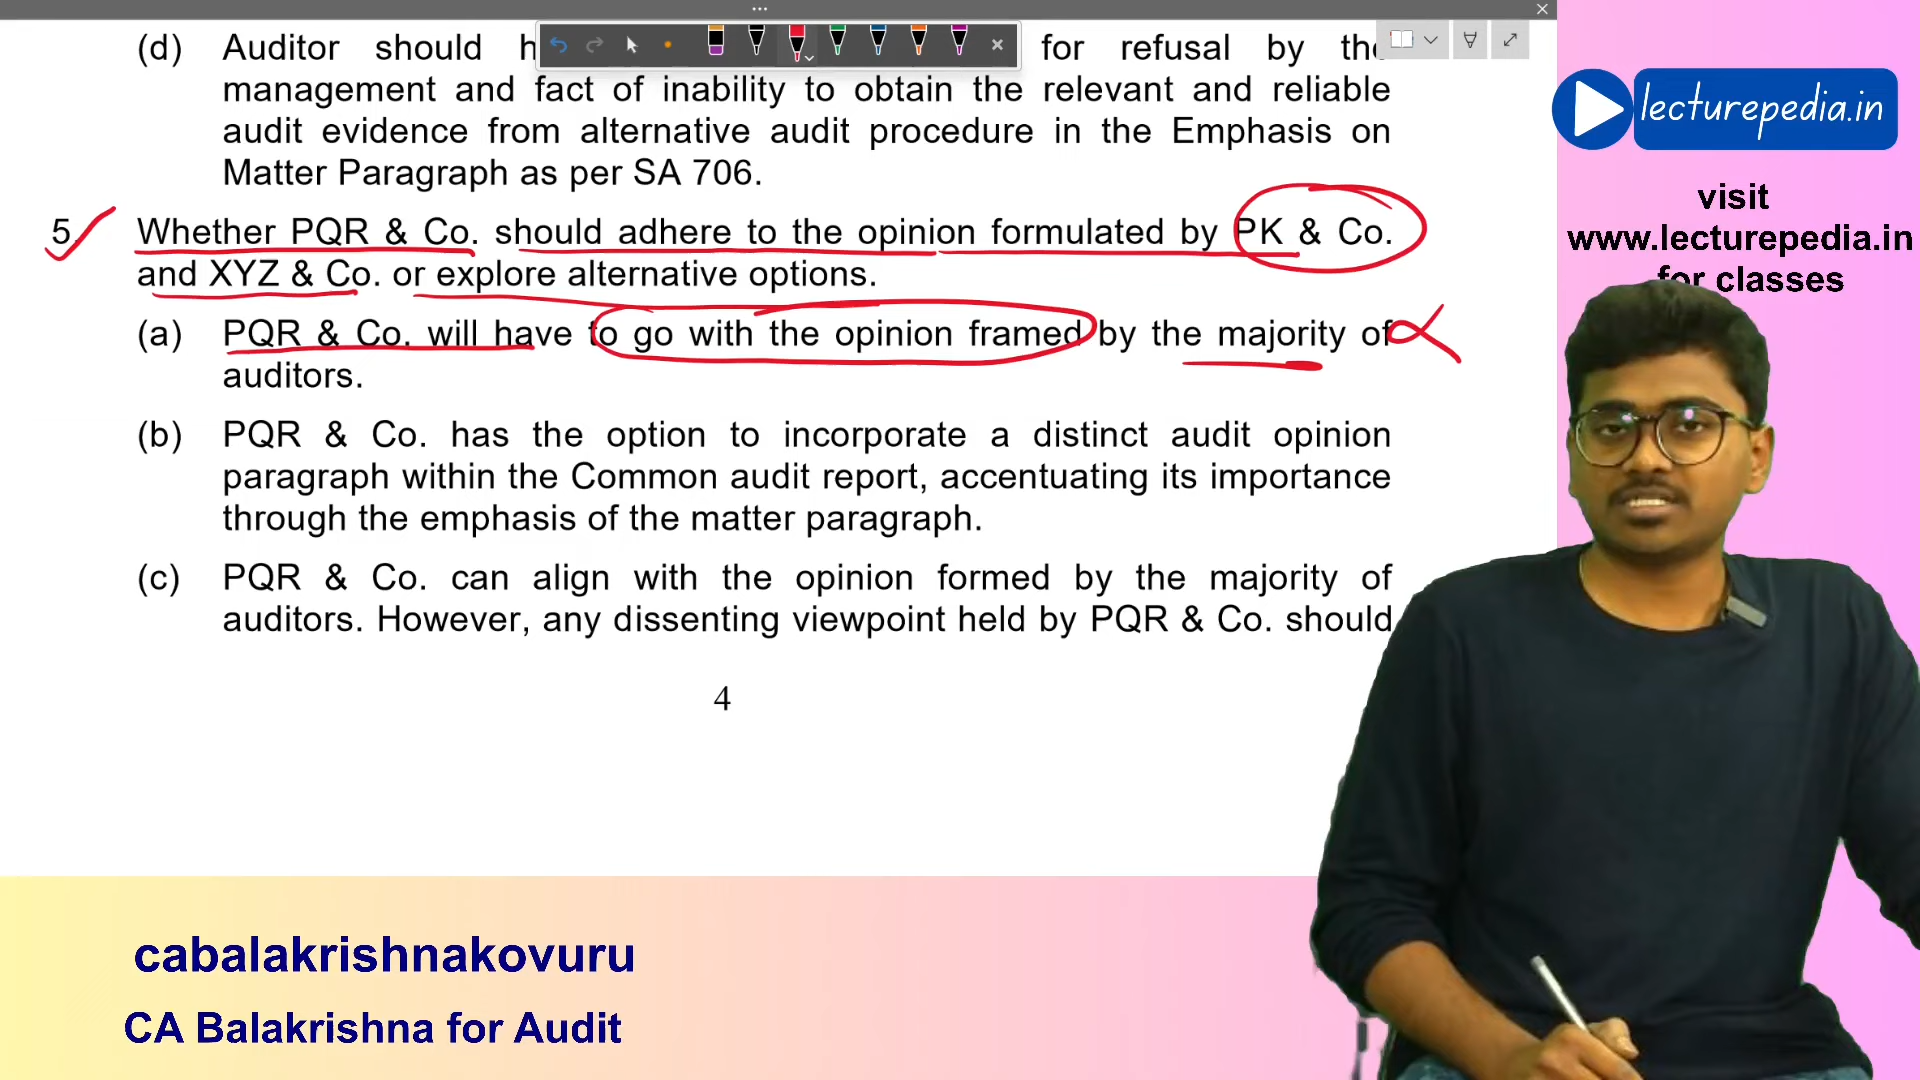 (d) Auditor should h for refusal by the
management and fact of inability to obtain the relevant and reliable
audit evidence from alternative audit procedure in the Emphasis on
Matter Paragraph as per SA 706.
5. Whether PQR & Co. should adhere to the opinion formulated by PK & Co.
and XYZ & Co. or explore alternative options.
(a) PQR & Co. will have to go with the opinion framed by the majority of
auditors.
(b) PQR & Co. has the option to incorporate a distinct audit opinion
paragraph within the Common audit report, accentuating its importance
through the emphasis of the matter paragraph.
(c) PQR & Co. can align with the opinion formed by the majority of
auditors. However, any dissenting viewpoint held by PQR & Co. should
4
lecturepedia.in
visit
www.lecturepedia.in
for classes
cabalakrishnakovuru
CA Balakrishna for Audit